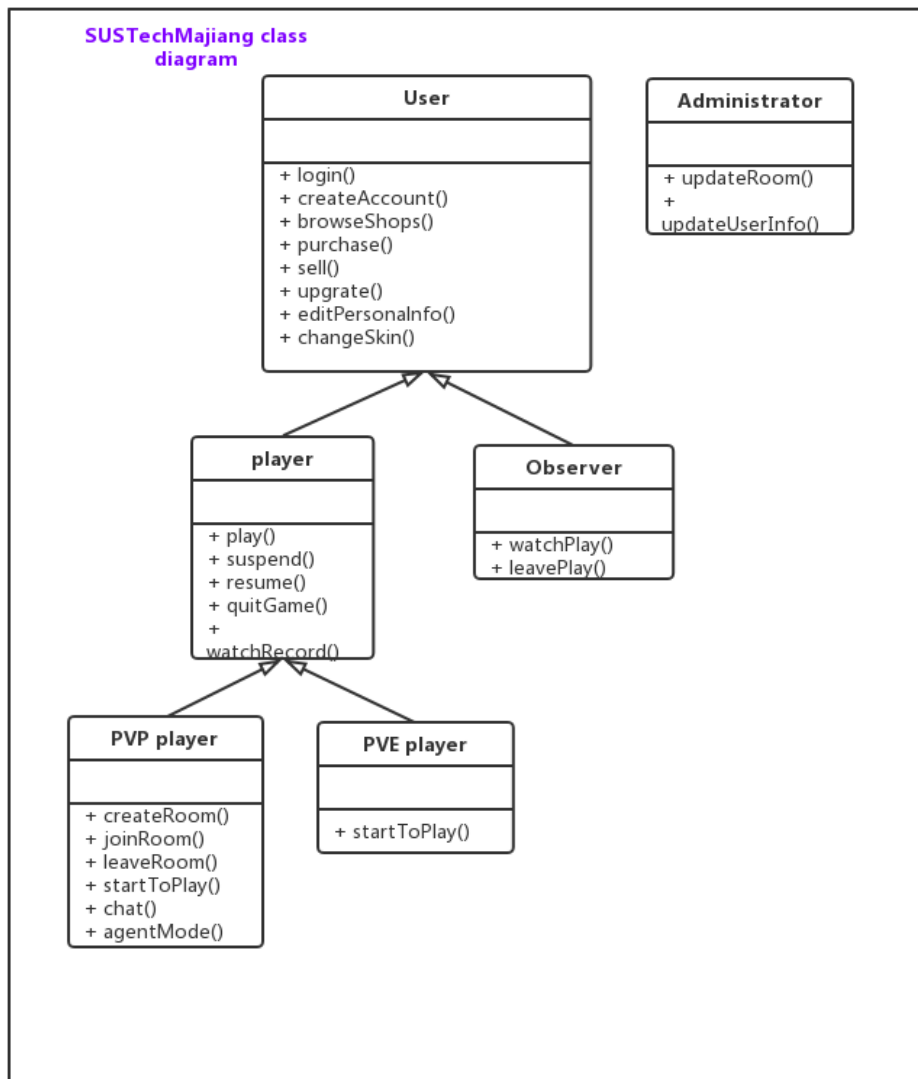 SUSTechMajiang class
diagram
User
+ login()
+ createAccount()
+ browseShops()
+ purchase()
+ sell()
+ upgrate()
+ editPersonaInfo()
+ changeSkin()
Administrator
+ updateRoom()
+
updateUserInfo()
player
+ play()
+ suspend()
+ resume()
+ quitGame()
+
watchRecord()
Observer
+ watchPlay()
+ leavePlay()
PVP player
+ createRoom()
+ joinRoom()
+ leaveRoom()
+ startToPlay()
+ chat()
+ agentMode()
PVE player
+ startToPlay()